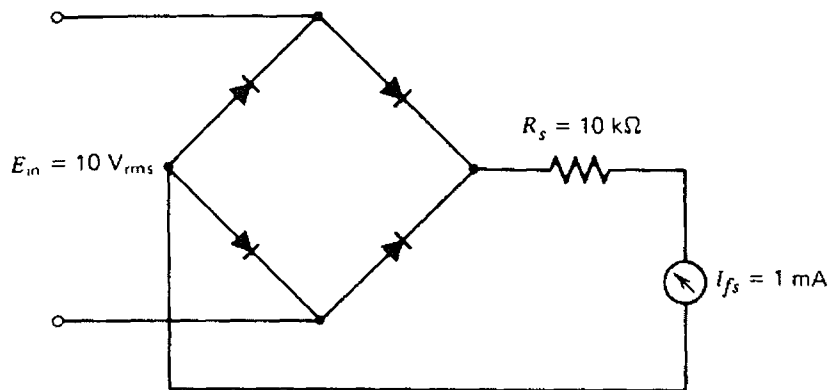 R_s = 10 kΩ
E_in = 10 V_rms
I_fs = 1 mA